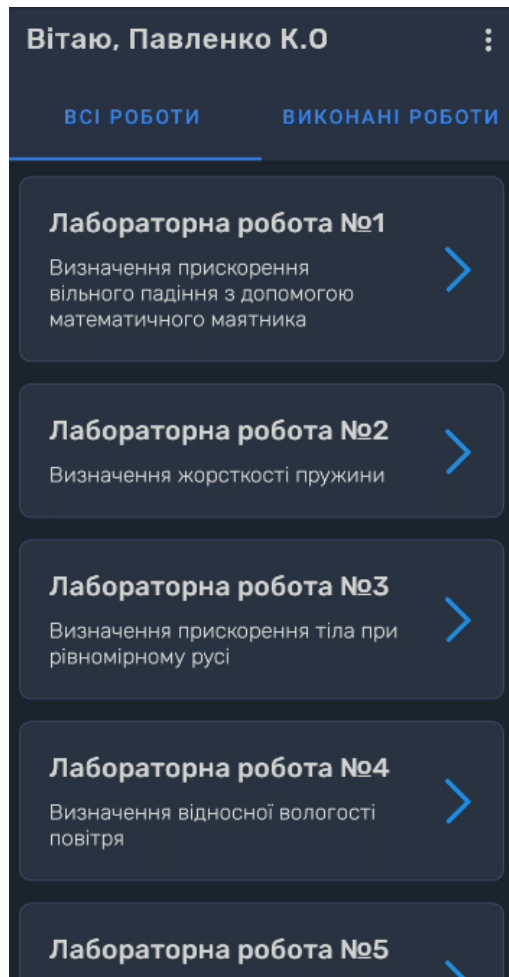 Вітаю, Павленко К.О
ВСІ РОБОТИ
ВИКОНАНІ РОБОТИ
Лабораторна робота №1
Визначення прискорення
вільного падіння з допомогою
математичного маятника
Лабораторна робота №2
Визначення жорсткості пружини
Лабораторна робота №3
Визначення прискорення тіла при
рівномірному русі
Лабораторна робота №4
Визначення відносної вологості
повітря
Лабораторна робота №5